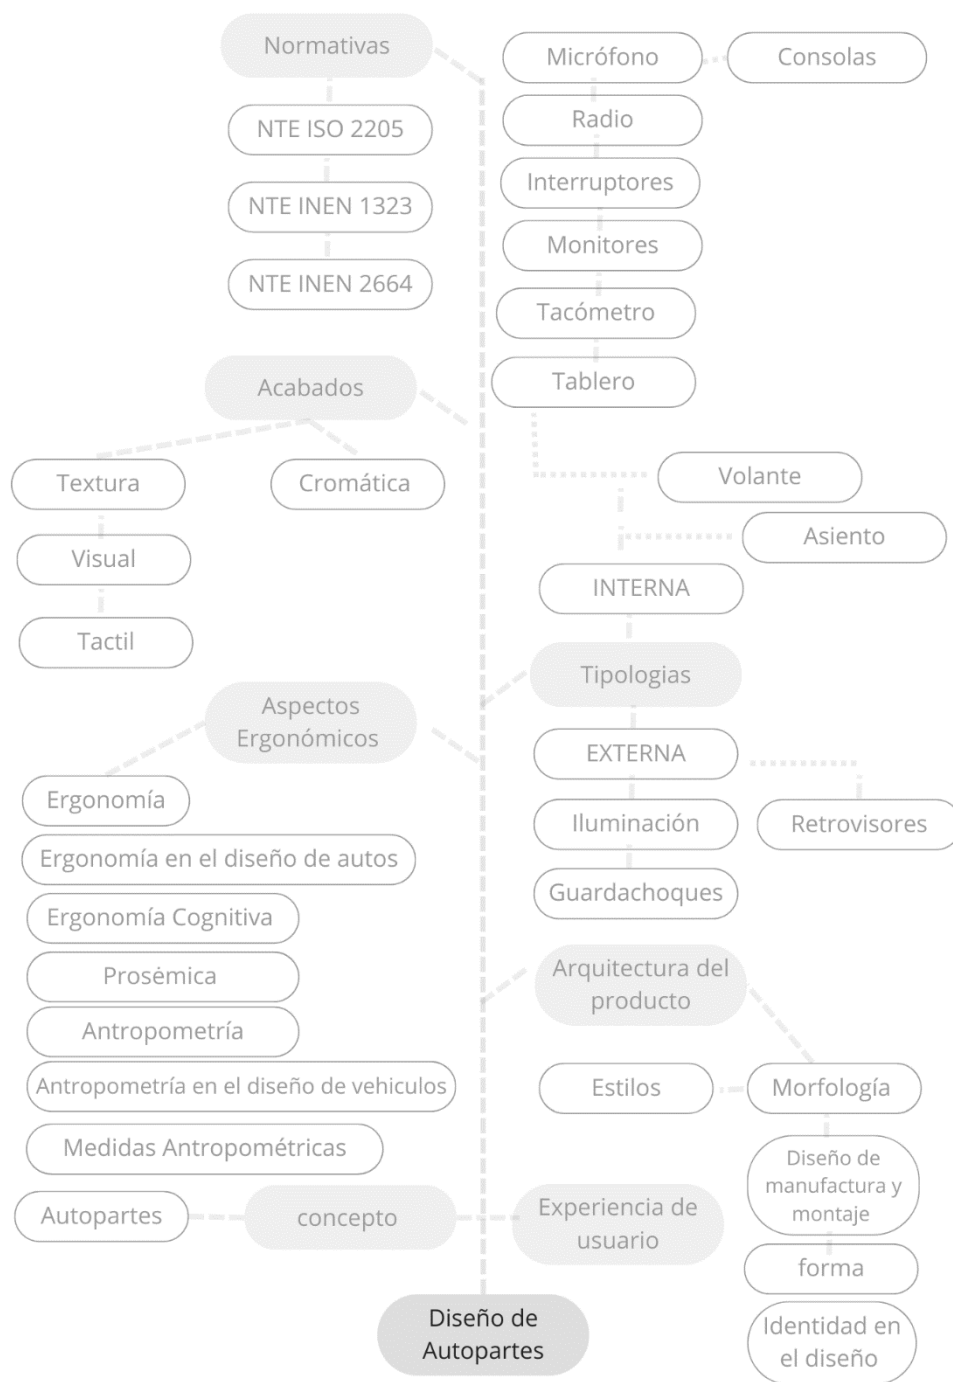 Normativas
NTE ISO 2205
NTE INEN 1323
NTE INEN 2664
Micrófono
Consolas
Radio
Interruptores
Monitores
Tacómetro
Tablero
Acabados
Textura
Cromática
Visual
Tactil
Volante
Asiento
INTERNA
Tipologias
EXTERNA
Iluminación
Retrovisores
Guardachoques
Aspectos
Ergonómicos
Ergonomía
Ergonomía en el diseño de autos
Ergonomía Cognitiva
Prosėmica
Antropometría
Antropometría en el diseño de vehiculos
Medidas Antropométricas
Arquitectura del
producto
Estilos
Morfología
Diseño de
manufactura y
montaje
forma
Identidad en
el diseño
Autopartes
concepto
Experiencia de
usuario
Diseño de
Autopartes